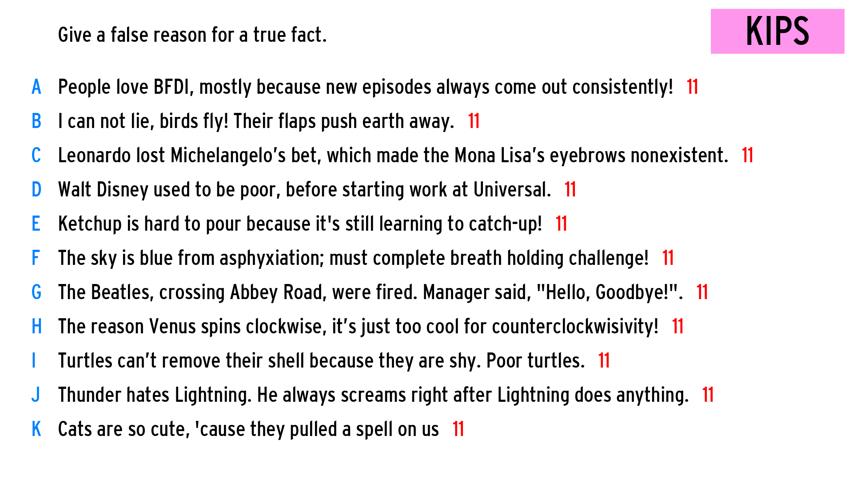 Give a false reason for a true fact.
KIPS
A People love BFDI, mostly because new episodes always come out consistently! 11
B I can not lie, birds fly! Their flaps push earth away. 11
C Leonardo lost Michelangelo’s bet, which made the Mona Lisa’s eyebrows nonexistent. 11
D Walt Disney used to be poor, before starting work at Universal. 11
E Ketchup is hard to pour because it's still learning to catch-up! 11
F The sky is blue from asphyxiation; must complete breath holding challenge! 11
G The Beatles, crossing Abbey Road, were fired. Manager said, "Hello, Goodbye!". 11
H The reason Venus spins clockwise, it’s just too cool for counterclockwisivity! 11
I Turtles can’t remove their shell because they are shy. Poor turtles. 11
J Thunder hates Lightning. He always screams right after Lightning does anything. 11
K Cats are so cute, 'cause they pulled a spell on us 11